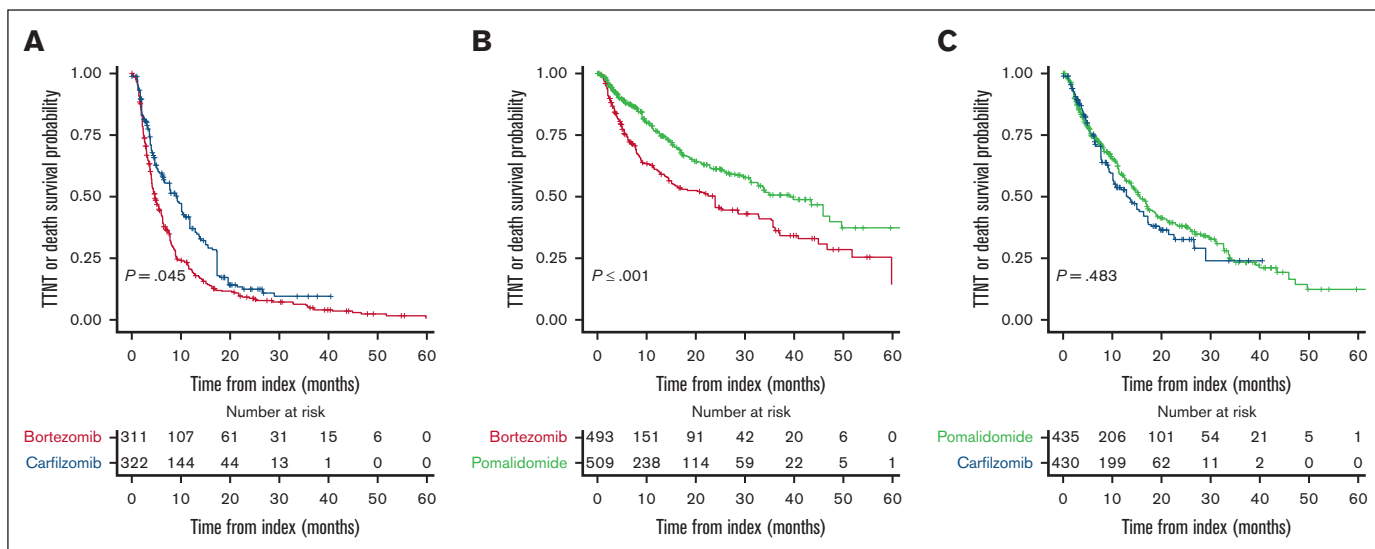 A
TTNT or death survival probability
1.00
0.75
0.50
0.25
0.00
P = .045
0 10 20 30 40 50 60
Time from index (months)
Number at risk
Bortezomib 311 107 61 31 15 6 0
Carfilzomib 322 144 44 13 1 0 0
0 10 20 30 40 50 60
Time from index (months)
B
TTNT or death survival probability
1.00
0.75
0.50
0.25
0.00
P ≤ .001
0 10 20 30 40 50 60
Time from index (months)
Number at risk
Bortezomib 493 151 91 42 20 6 0
Pomalidomide 509 238 114 59 22 5 1
0 10 20 30 40 50 60
Time from index (months)
C
TTNT or death survival probability
1.00
0.75
0.50
0.25
0.00
P = .483
0 10 20 30 40 50 60
Time from index (months)
Number at risk
Pomalidomide 435 206 101 54 21 5 1
Carfilzomib 430 199 62 11 2 0 0
0 10 20 30 40 50 60
Time from index (months)